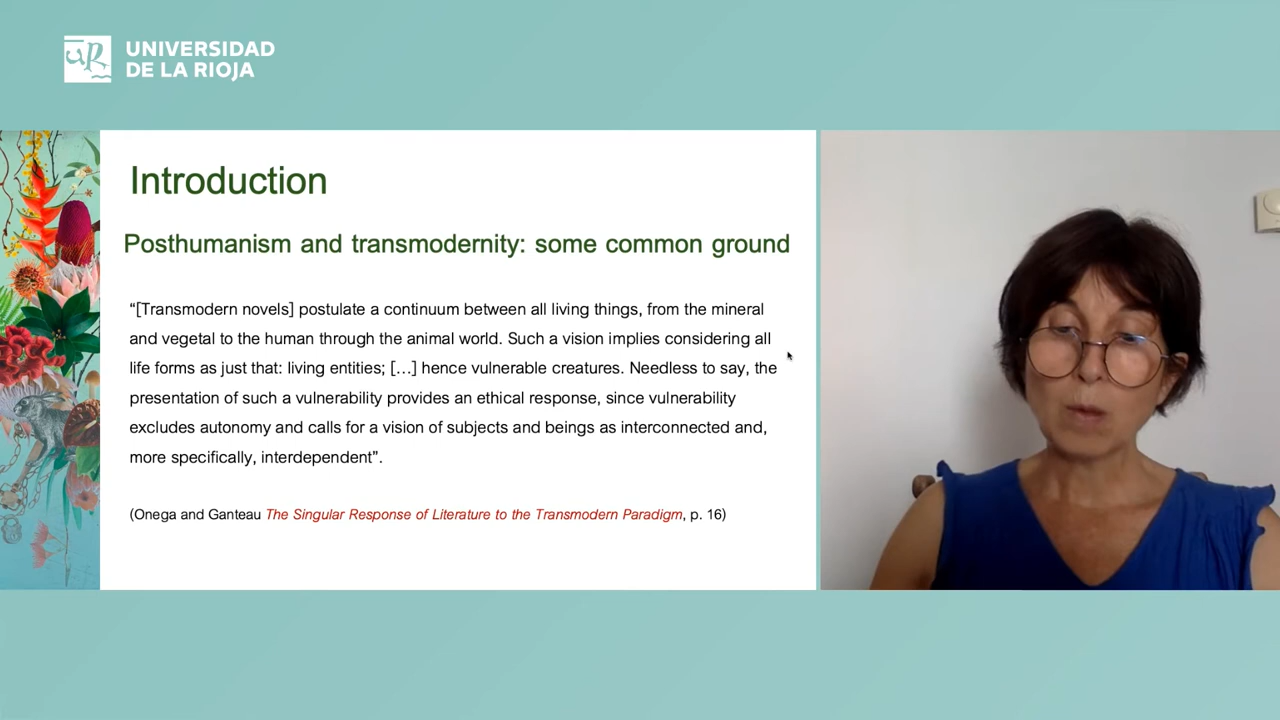 UNIVERSIDAD
DE LA RIOJA
Introduction
Posthumanism and transmodernity: some common ground
“[Transmodern novels] postulate a continuum between all living things, from the mineral
and vegetal to the human through the animal world. Such a vision implies considering all
life forms as just that: living entities; […] hence vulnerable creatures. Needless to say, the
presentation of such a vulnerability provides an ethical response, since vulnerability
excludes autonomy and calls for a vision of subjects and beings as interconnected and,
more specifically, interdependent”.
(Onega and Ganteau The Singular Response of Literature to the Transmodern Paradigm, p. 16)